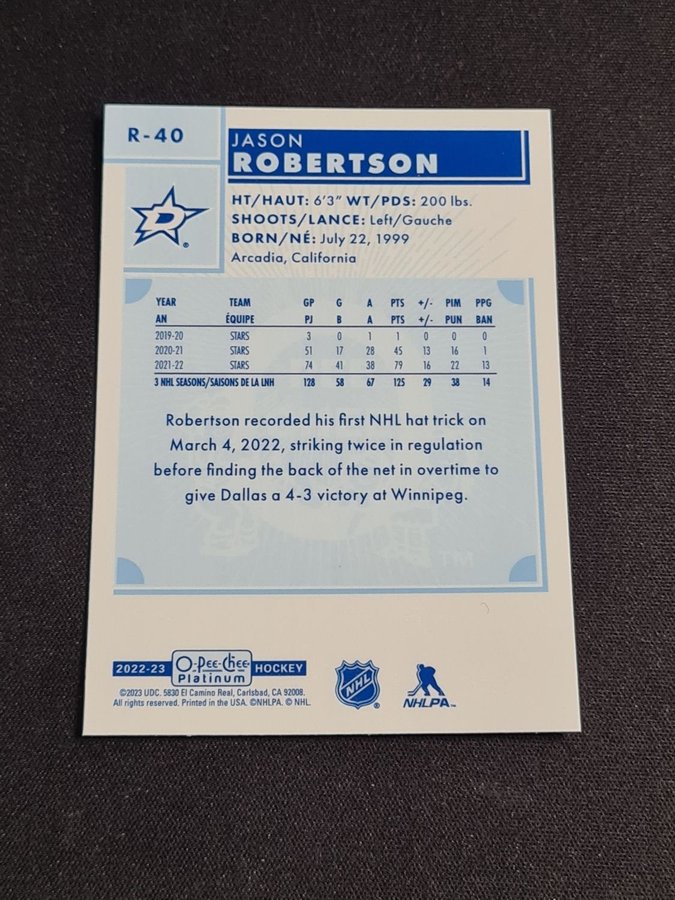 R-40
JASON
ROBERTSON
HT/HAUT: 6'3" WT/PDS: 200 lbs.
SHOOTS/LANCE: Left/Gauche
BORN/NÉ: July 22, 1999
Arcadia, California
D
YEAR TEAM GP G A PTS +/- PIM PPG
AN ÉQUIPE PJ B A PTS +/- PUN BAN
2019-20 STARS 3 0 1 1 0 0 0
2020-21 STARS 51 17 28 45 13 16 1
2021-22 STARS 74 41 38 79 16 22 13
3 NHL SEASONS/SAISONS DE LA LNH 128 58 67 125 29 38 14
Robertson recorded his first NHL hat trick on
March 4, 2022, striking twice in regulation
before finding the back of the net in overtime to
give Dallas a 4-3 victory at Winnipeg.
2022-23 O-Pee-Chee Platinum HOCKEY
©2023 UDC. 5830 El Camino Real, Carlsbad, CA 92008.
All rights reserved. Printed in the USA. ©NHLPA. © NHL.
NHL
NHLPA™